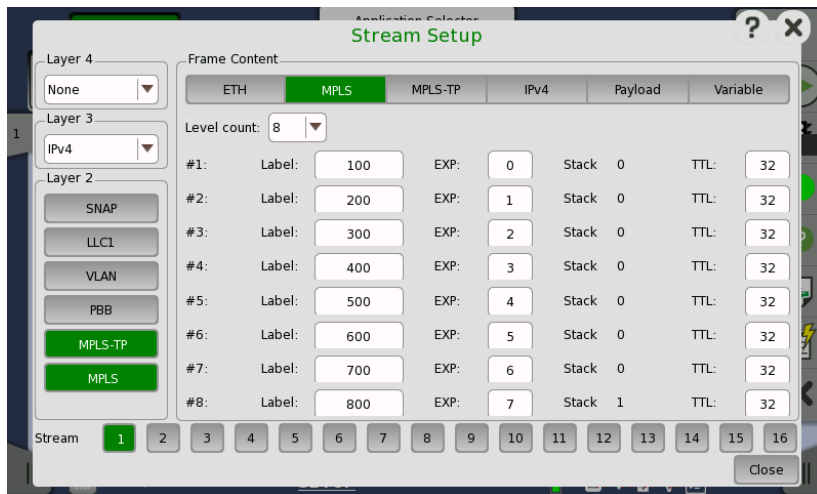 Application Selector
Stream Setup
? X
Layer 4
None
Layer 3
IPv4
Layer 2
SNAP
LLC1
VLAN
PBB
MPLS-TP
MPLS
Frame Content
ETH MPLS MPLS-TP IPv4 Payload Variable
Level count: 8
#1: Label: 100 EXP: 0 Stack 0 TTL: 32
#2: Label: 200 EXP: 1 Stack 0 TTL: 32
#3: Label: 300 EXP: 2 Stack 0 TTL: 32
#4: Label: 400 EXP: 3 Stack 0 TTL: 32
#5: Label: 500 EXP: 4 Stack 0 TTL: 32
#6: Label: 600 EXP: 5 Stack 0 TTL: 32
#7: Label: 700 EXP: 6 Stack 0 TTL: 32
#8: Label: 800 EXP: 7 Stack 1 TTL: 32
Stream 1 2 3 4 5 6 7 8 9 10 11 12 13 14 15 16
Close
1